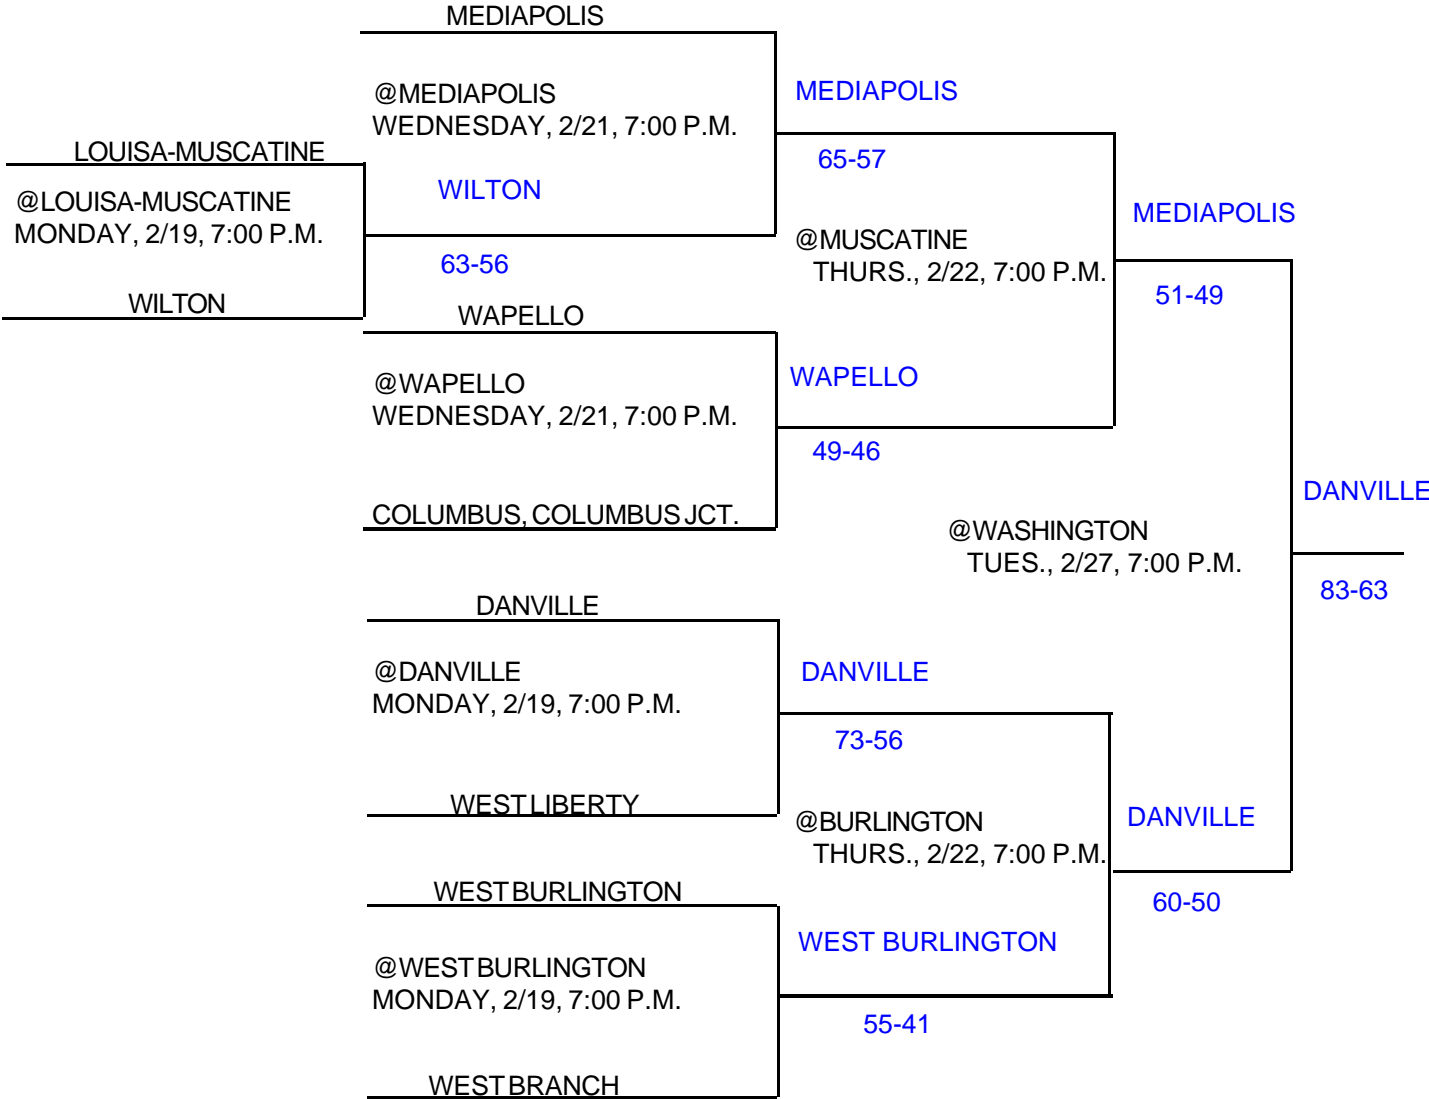 MEDIAPOLIS
@MEDIAPOLIS
WEDNESDAY, 2/21, 7:00 P.M.
MEDIAPOLIS
65-57
LOUISA-MUSCATINE
@LOUISA-MUSCATINE
MONDAY, 2/19, 7:00 P.M.
WILTON
WILTON
63-56
@MUSCATINE
THURS., 2/22, 7:00 P.M.
MEDIAPOLIS
51-49
WAPELLO
@WAPELLO
WEDNESDAY, 2/21, 7:00 P.M.
WAPELLO
49-46
COLUMBUS, COLUMBUS JCT.
@WASHINGTON
TUES., 2/27, 7:00 P.M.
DANVILLE
83-63
DANVILLE
@DANVILLE
MONDAY, 2/19, 7:00 P.M.
DANVILLE
73-56
WEST LIBERTY
@BURLINGTON
THURS., 2/22, 7:00 P.M.
DANVILLE
60-50
WEST BURLINGTON
@WEST BURLINGTON
MONDAY, 2/19, 7:00 P.M.
WEST BURLINGTON
55-41
WEST BRANCH